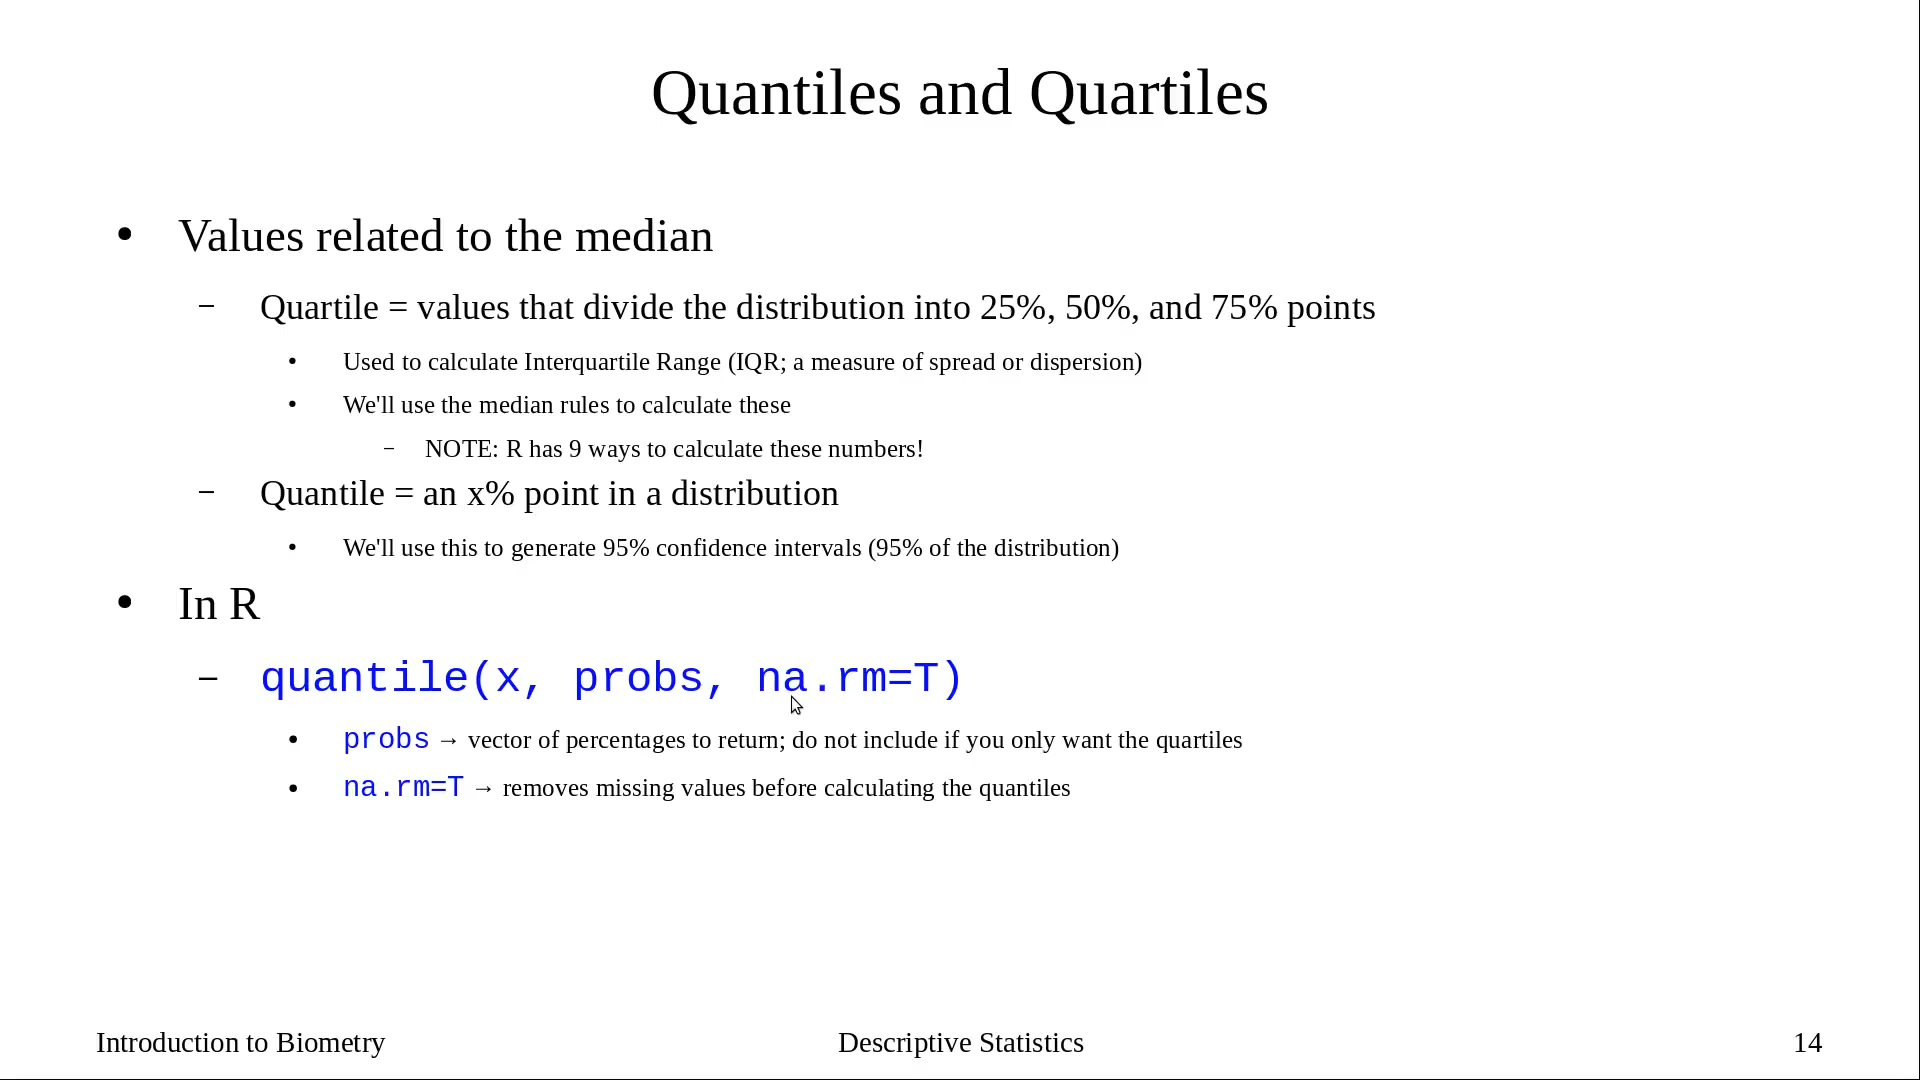 Quantiles and Quartiles
• Values related to the median
– Quartile = values that divide the distribution into 25%, 50%, and 75% points
• Used to calculate Interquartile Range (IQR; a measure of spread or dispersion)
• We'll use the median rules to calculate these
– NOTE: R has 9 ways to calculate these numbers!
– Quantile = an x% point in a distribution
• We'll use this to generate 95% confidence intervals (95% of the distribution)
• In R
– quantile(x, probs, na.rm=T)
• probs → vector of percentages to return; do not include if you only want the quartiles
• na.rm=T → removes missing values before calculating the quantiles
Introduction to Biometry
Descriptive Statistics
14